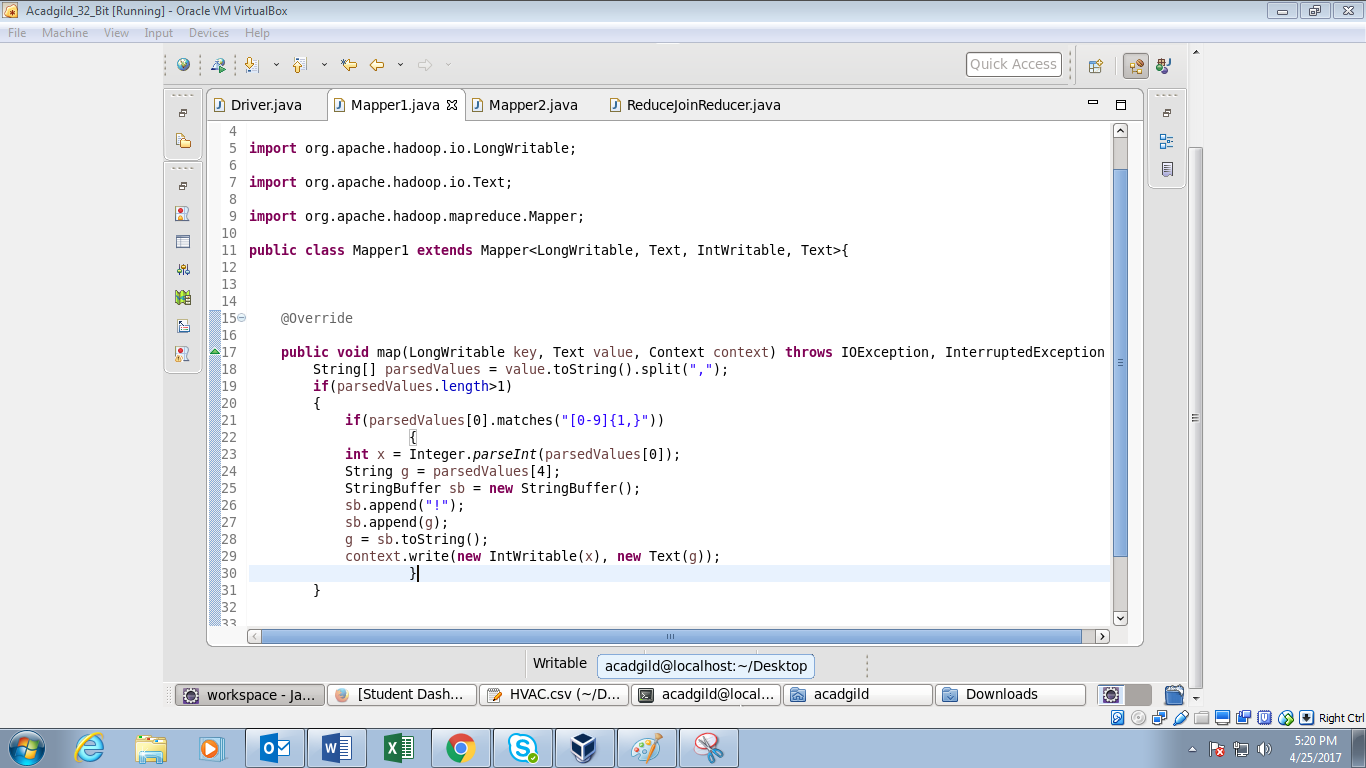 Acadgild_32_Bit [Running] - Oracle VM VirtualBox
File Machine View Input Devices Help
Quick Access
Driver.java Mapper1.java Mapper2.java ReduceJoinReducer.java
4
5 import org.apache.hadoop.io.LongWritable;
6
7 import org.apache.hadoop.io.Text;
8
9 import org.apache.hadoop.mapreduce.Mapper;
10
11 public class Mapper1 extends Mapper<LongWritable, Text, IntWritable, Text>{
12
13
14
15 @Override
16
17 public void map(LongWritable key, Text value, Context context) throws IOException, InterruptedException
18 String[] parsedValues = value.toString().split(",");
19 if(parsedValues.length>1)
20 {
21 if(parsedValues[0].matches("[0-9]{1,}"))
22 {
23 int x = Integer.parseInt(parsedValues[0]);
24 String g = parsedValues[4];
25 StringBuffer sb = new StringBuffer();
26 sb.append("!");
27 sb.append(g);
28 g = sb.toString();
29 context.write(new IntWritable(x), new Text(g));
30 }
31 }
32
33
Writable acadgild@localhost:~/Desktop
workspace - Ja... [Student Dash... HVAC.csv (~/D... acadgild@local... acadgild Downloads
Right Ctrl
5:20 PM
4/25/2017